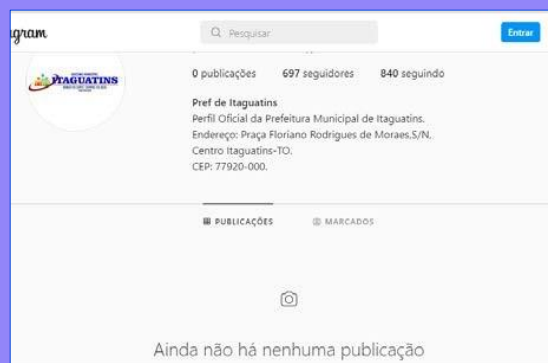 agram
Pesquisar
Entrar
ITAGUATINS
0 publicações 697 seguidores 840 seguindo
Pref de Itaguatins
Perfil Oficial da Prefeitura Municipal de Itaguatins.
Endereço: Praça Floriano Rodrigues de Moraes,S/N.
Centro Itaguatins-TO.
CEP: 77920-000.
PUBLICAÇÕES MARCADOS
Ainda não há nenhuma publicação